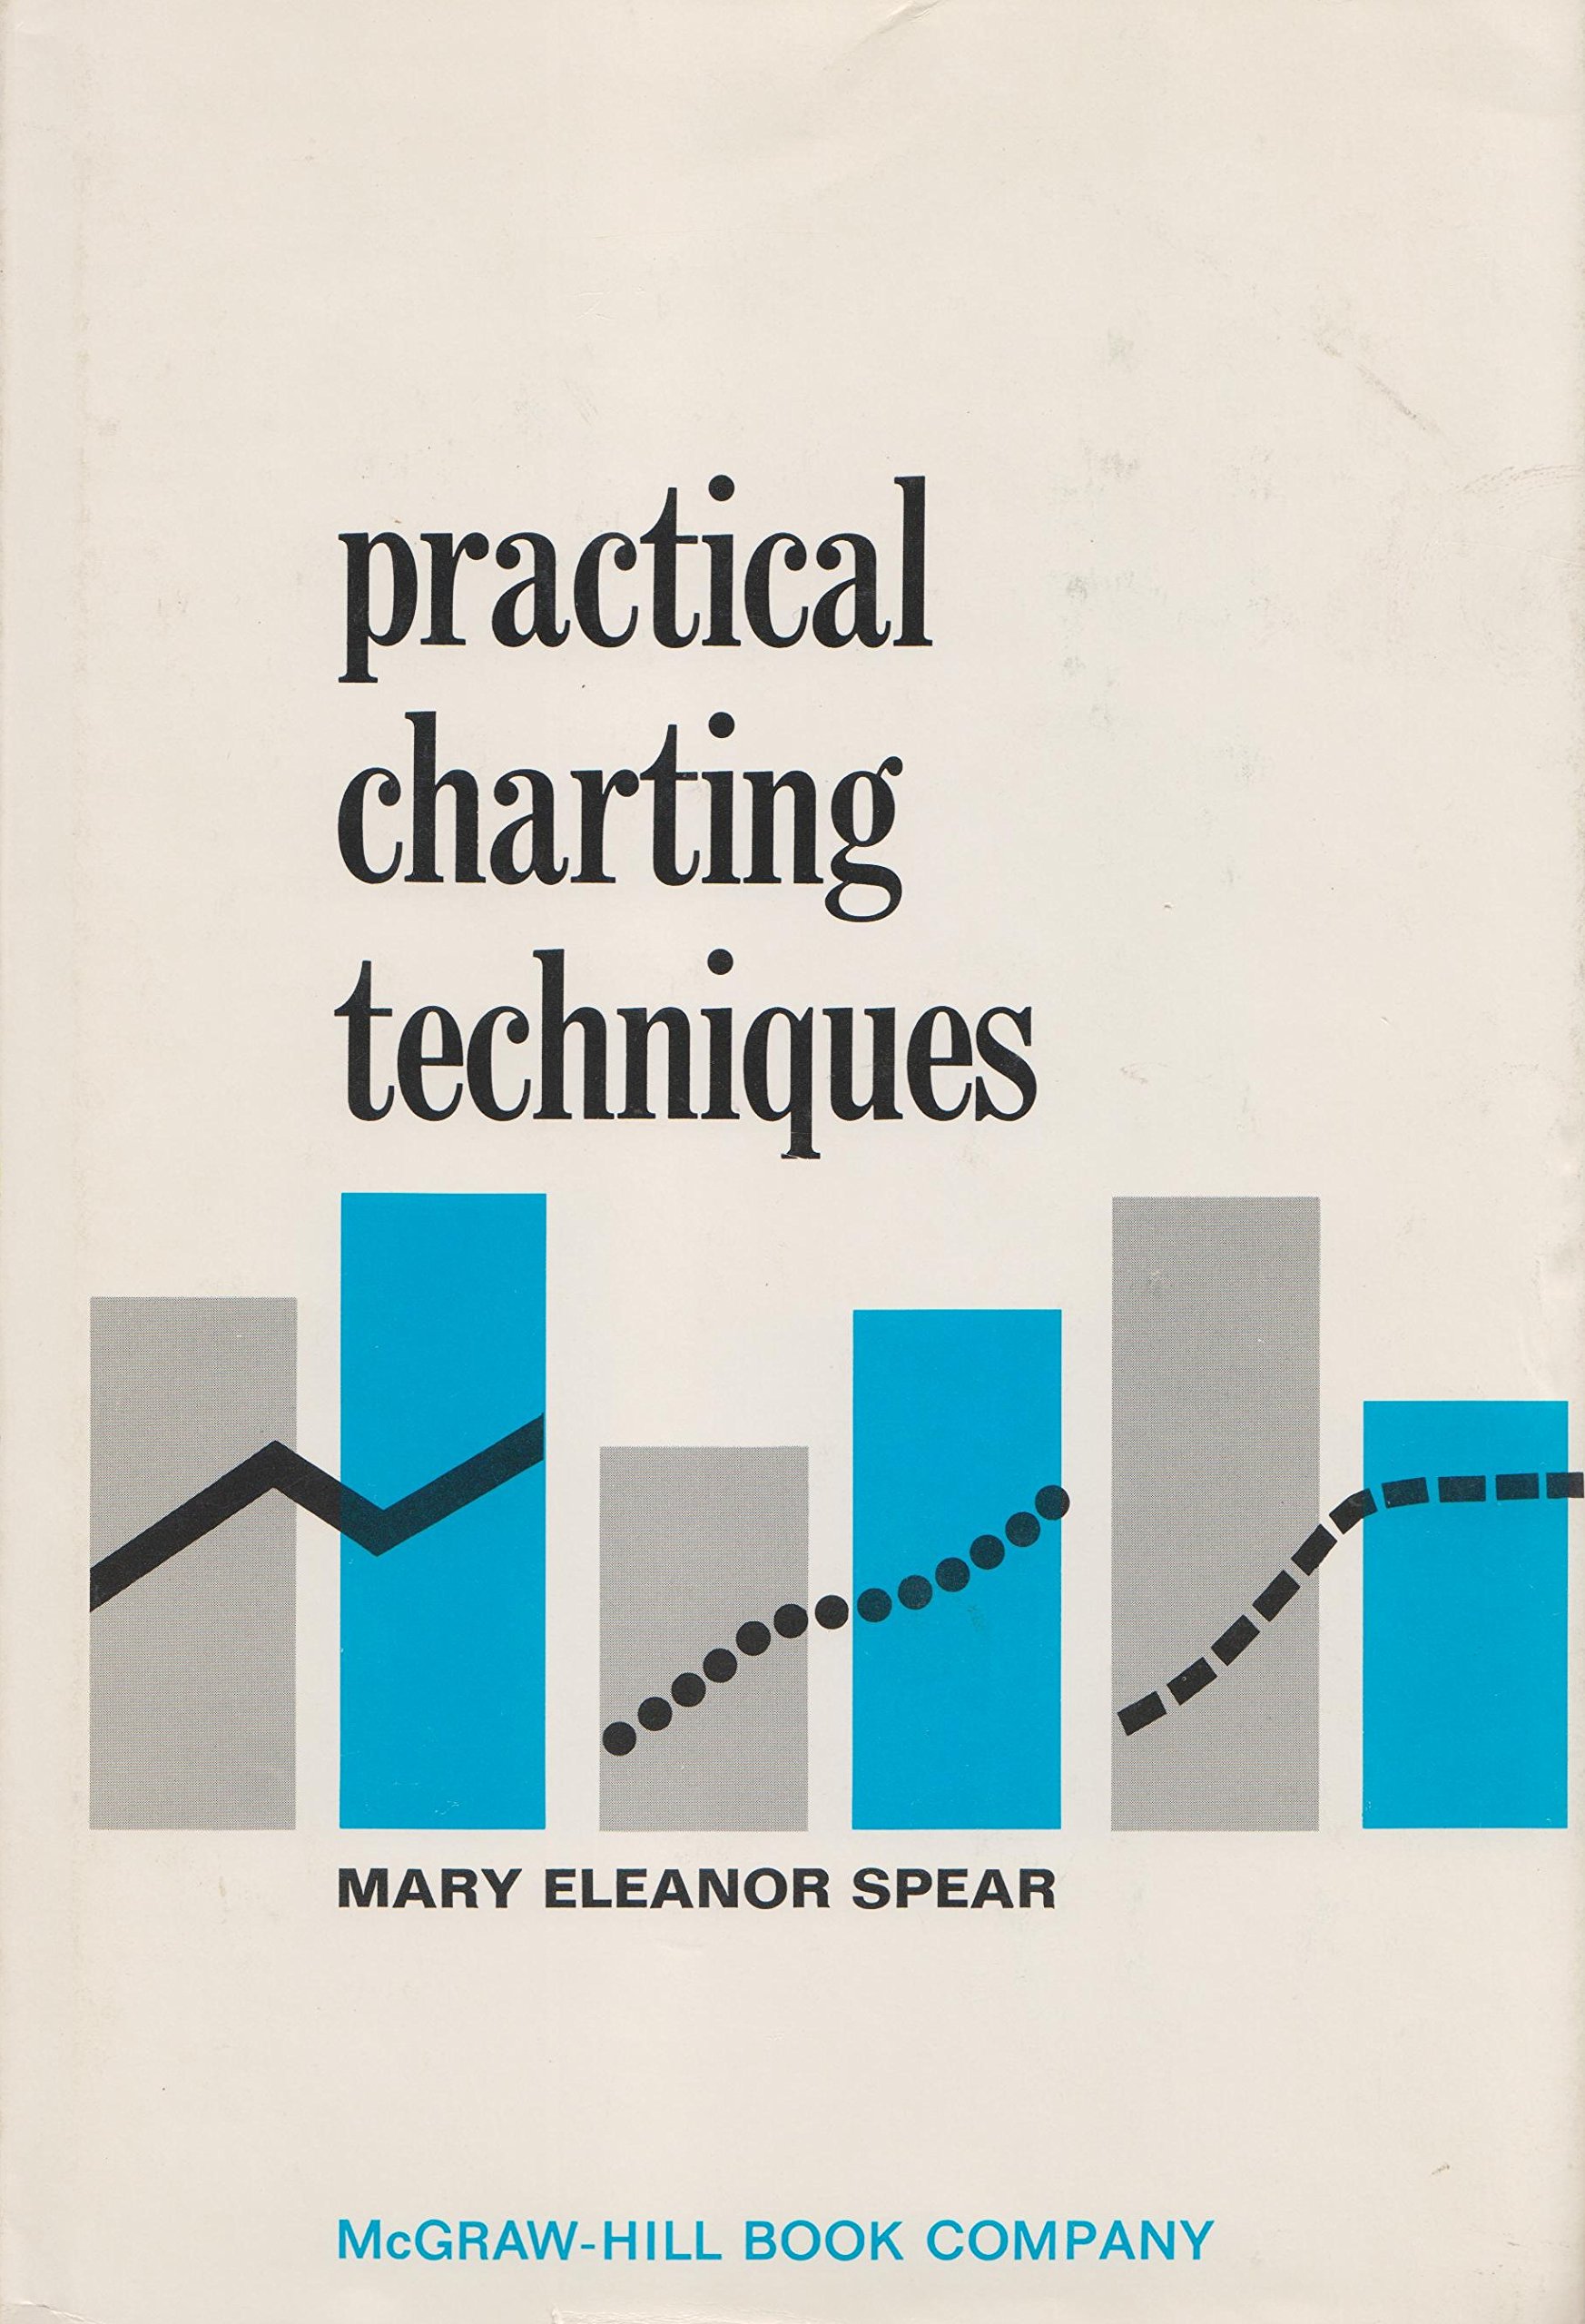 practical
charting
techniques
MARY ELEANOR SPEAR
McGRAW-HILL BOOK COMPANY